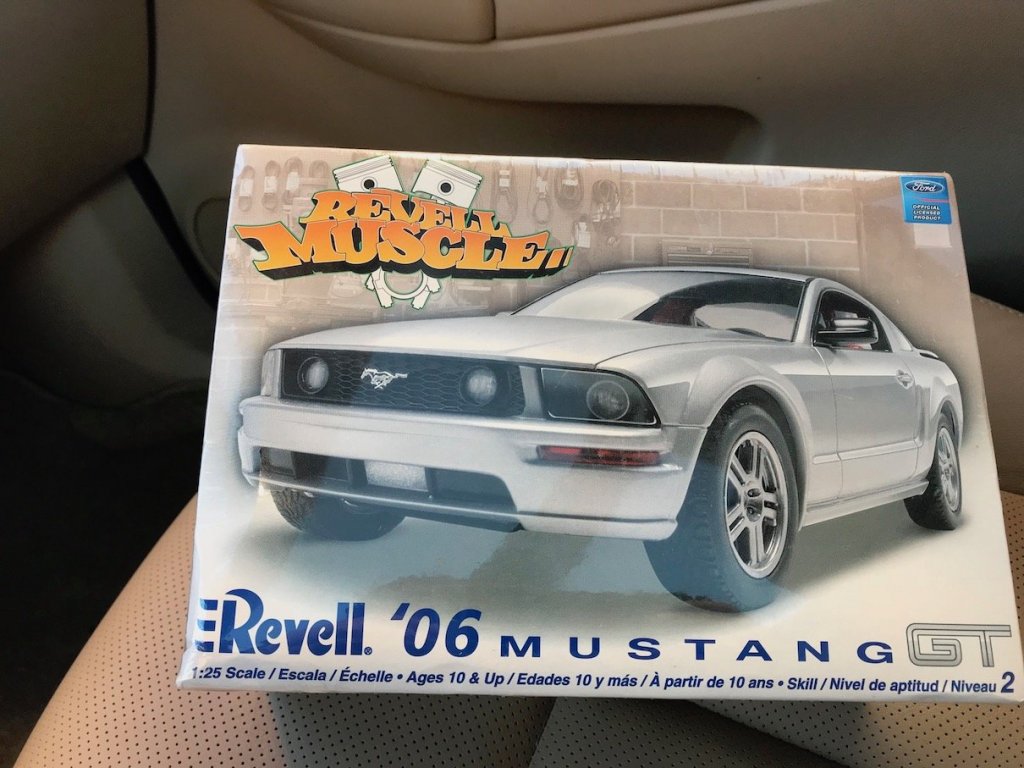 REVELL
MUSCLE
Ford
OFFICIAL
LICENSED
PRODUCT
Revell. '06 MUSTANG GT
1:25 Scale / Escala / Échelle • Ages 10 & Up / Edades 10 y más / À partir de 10 ans • Skill / Nivel de aptitud / Niveau 2